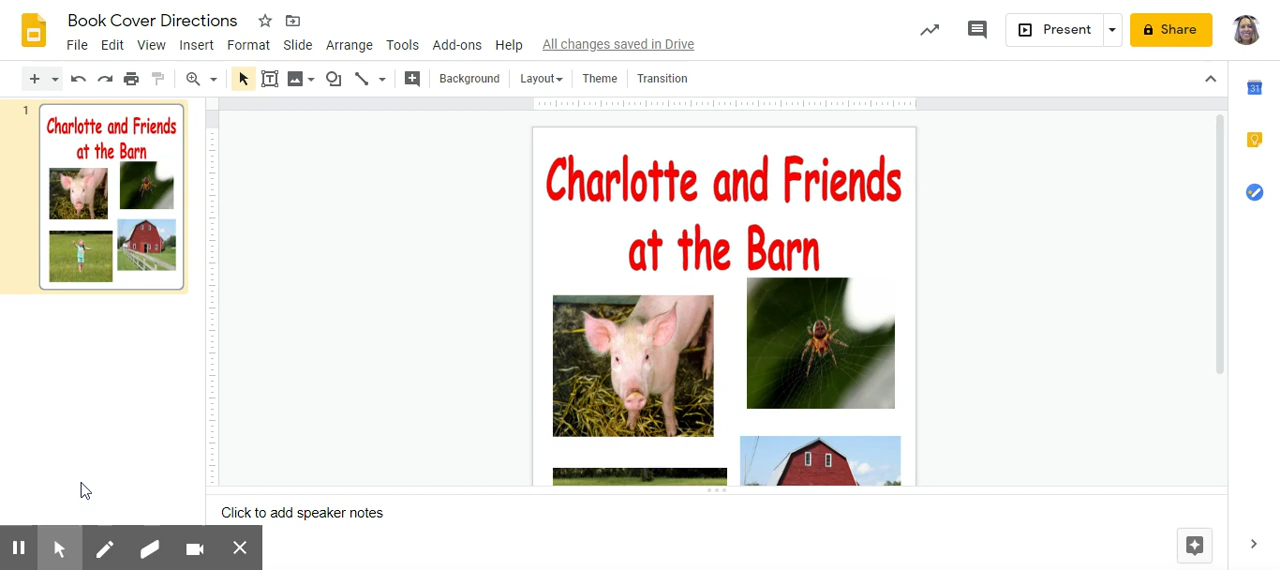 Book Cover Directions
File Edit View Insert Format Slide Arrange Tools Add-ons Help All changes saved in Drive
Present
Share
Background Layout Theme Transition
31
1
Charlotte and Friends
at the Barn
Charlotte and Friends
at the Barn
Click to add speaker notes